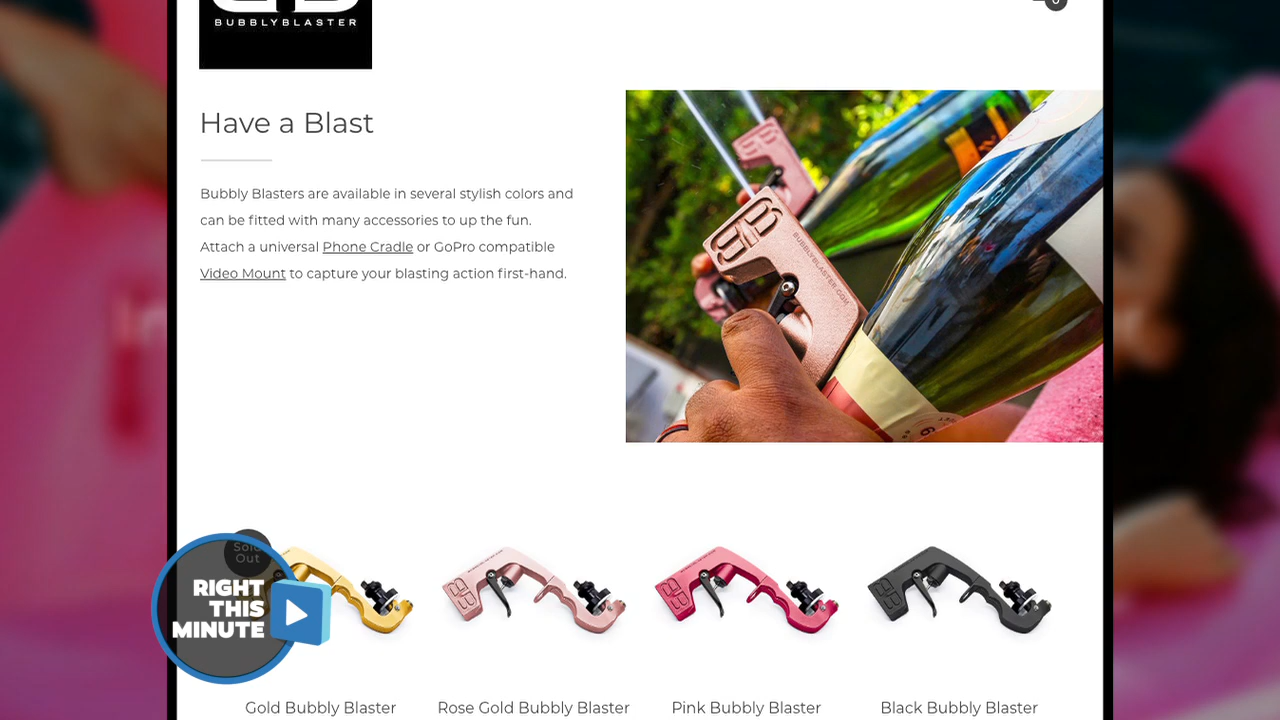 BUBBLYBLASTER
Have a Blast
Bubbly Blasters are available in several stylish colors and
can be fitted with many accessories to up the fun.
Attach a universal Phone Cradle or GoPro compatible
Video Mount to capture your blasting action first-hand.
BUBBLYBLASTER.COM
Sold
Out
RIGHT
THIS
MINUTE
Gold Bubbly Blaster
Rose Gold Bubbly Blaster
Pink Bubbly Blaster
Black Bubbly Blaster